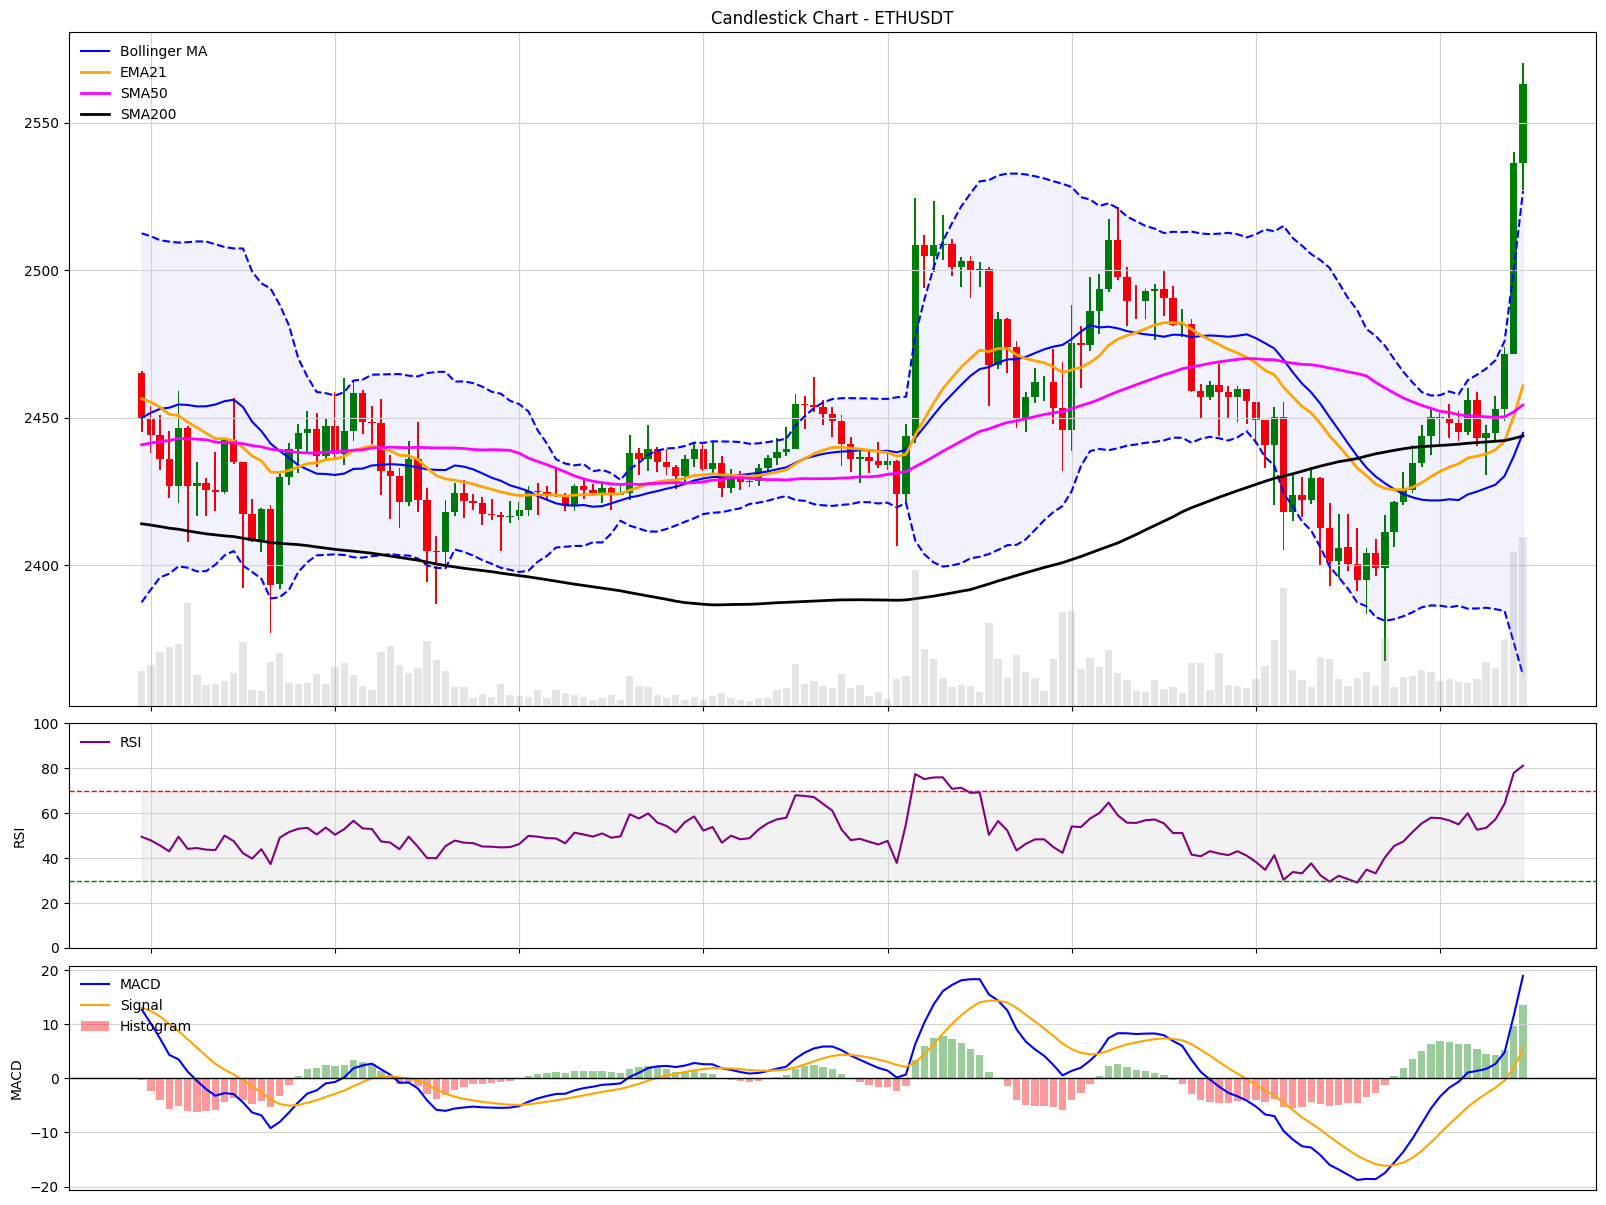 Candlestick Chart - ETHUSDT
Bollinger MA
EMA21
SMA50
SMA200
2550
2500
2450
2400
RSI
100
80
60
40
20
0
RSI
MACD
Signal
Histogram
20
10
0
−10
−20
MACD